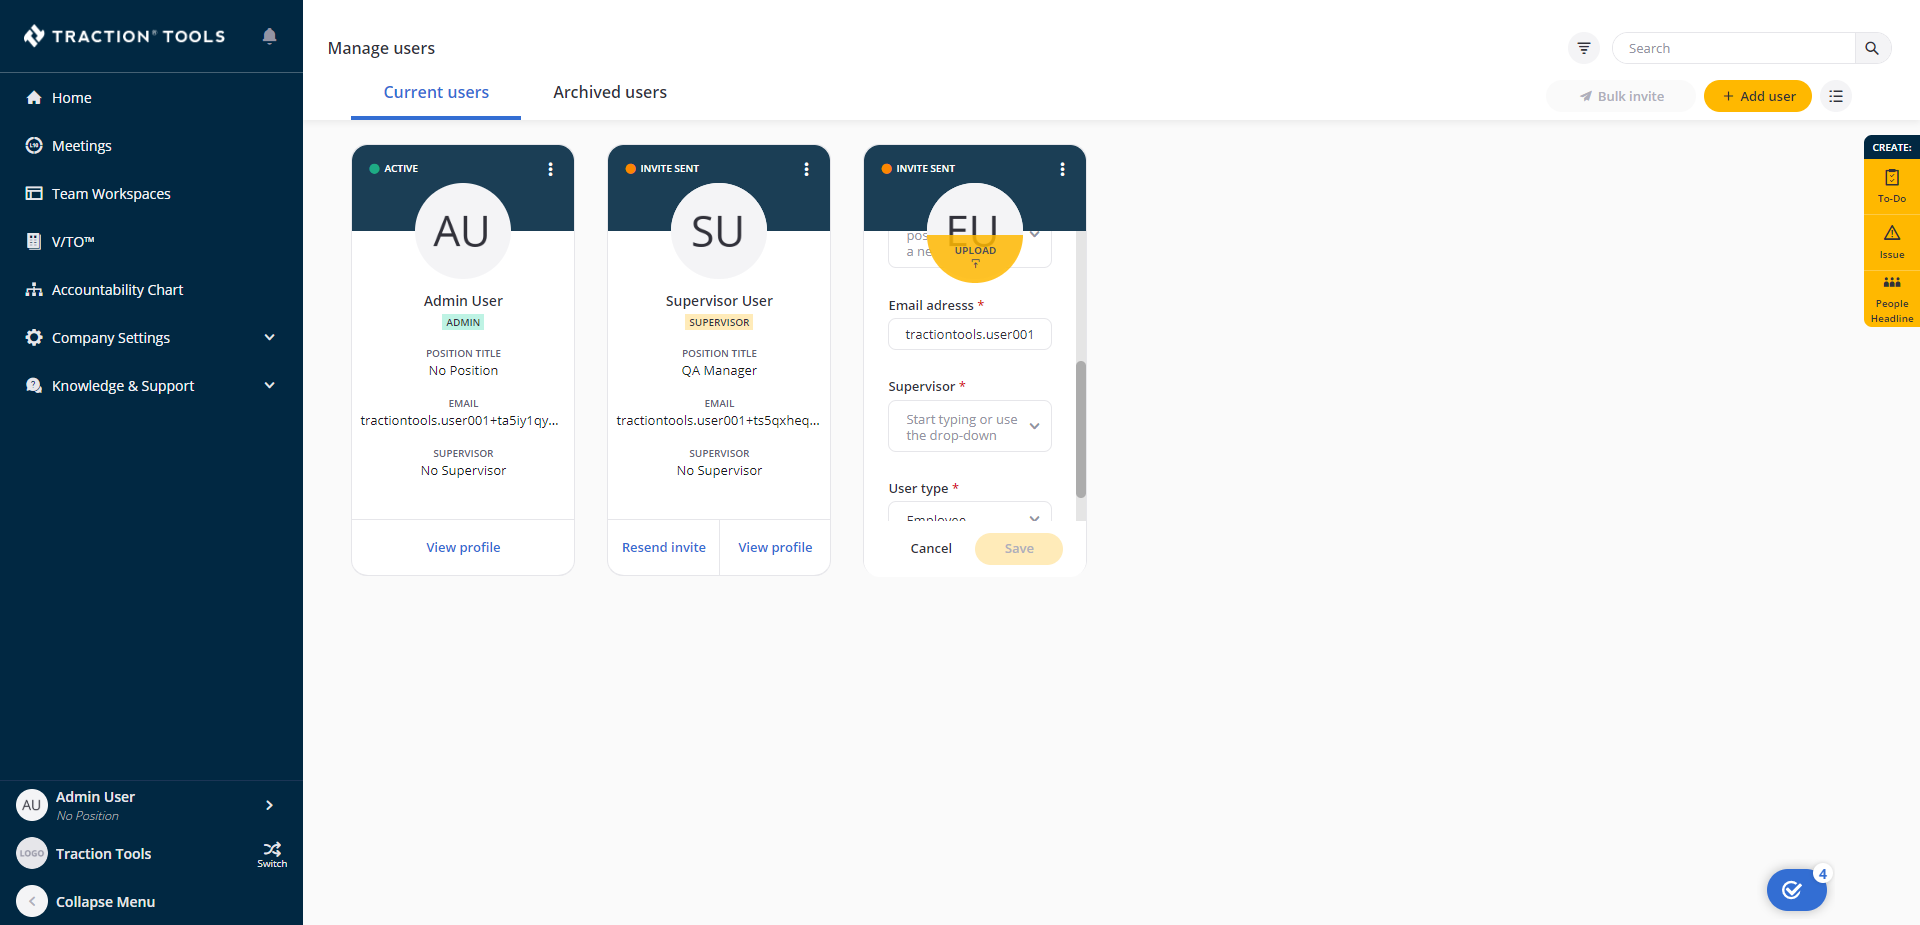 TRACTION® TOOLS
Home
Meetings
Team Workspaces
V/TO™
Accountability Chart
Company Settings
Knowledge & Support
AU
Admin User
No Position
LOGO
Traction Tools
Switch
Collapse Menu
Manage users
Search
Current users
Archived users
Bulk invite
+ Add user
ACTIVE
AU
Admin User
ADMIN
POSITION TITLE
No Position
EMAIL
tractiontools.user001+ta5iy1qy...
SUPERVISOR
No Supervisor
View profile
INVITE SENT
SU
Supervisor User
SUPERVISOR
POSITION TITLE
QA Manager
EMAIL
tractiontools.user001+ts5qxheq...
SUPERVISOR
No Supervisor
Resend invite
View profile
INVITE SENT
EU
UPLOAD
pos
a ne
Email adresss *
tractiontools.user001
Supervisor *
Start typing or use
the drop-down
User type *
Employee
Cancel
Save
CREATE:
To-Do
Issue
People
Headline
4